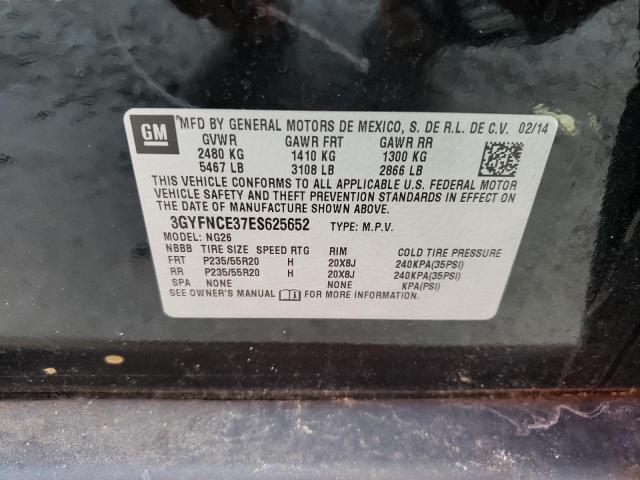 GM
MFD BY GENERAL MOTORS DE MEXICO, S. DE R.L. DE C.V. 02/14
GVWR GAWR FRT GAWR RR
2480 KG 1410 KG 1300 KG
5467 LB 3108 LB 2866 LB
THIS VEHICLE CONFORMS TO ALL APPLICABLE U.S. FEDERAL MOTOR
VEHICLE SAFETY AND THEFT PREVENTION STANDARDS IN EFFECT ON
THE DATE OF MANUFACTURE SHOWN ABOVE.
3GYFNCE37ES625652 TYPE: M.P.V.
MODEL: NG26
NBBB TIRE SIZE SPEED RTG RIM COLD TIRE PRESSURE
FRT P235/55R20 H 20X8J 240KPA(35PSI)
RR P235/55R20 H 20X8J 240KPA(35PSI)
SPA NONE NONE KPA(PSI)
SEE OWNER'S MANUAL FOR MORE INFORMATION.